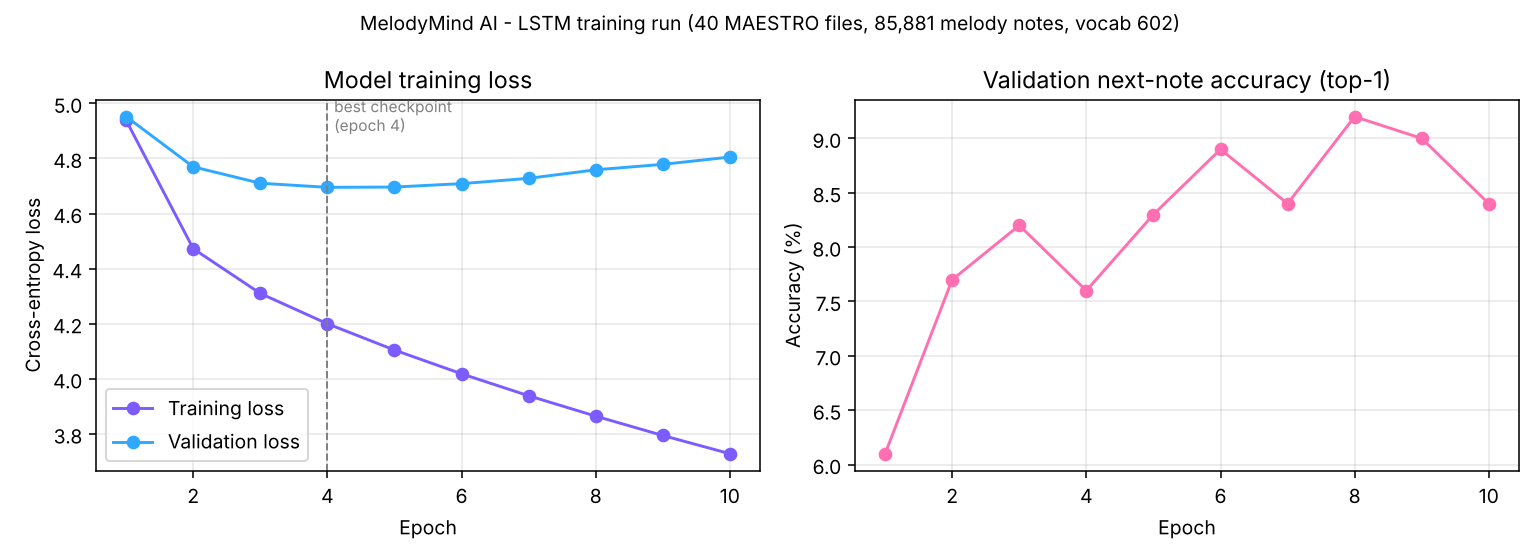 MelodyMind AI - LSTM training run (40 MAESTRO files, 85,881 melody notes, vocab 602)
Model training loss
5.0
4.8
4.6
4.4
4.2
4.0
3.8
Cross-entropy loss
best checkpoint
(epoch 4)
Training loss
Validation loss
2 4 6 8 10
Epoch
Validation next-note accuracy (top-1)
9.0
8.5
8.0
7.5
7.0
6.5
6.0
Accuracy (%)
2 4 6 8 10
Epoch